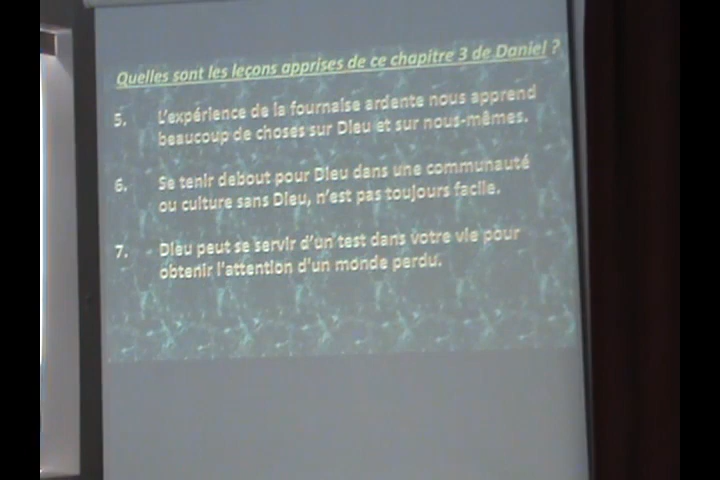 Quelles sont les leçons apprises de ce chapitre 3 de Daniel ?
5. L'expérience de la fournaise ardente nous apprend
beaucoup de choses sur Dieu et sur nous-mêmes.
6. Se tenir debout pour Dieu dans une communauté
ou culture sans Dieu, n'est pas toujours facile.
7. Dieu peut se servir d'un test dans votre vie pour
obtenir l'attention d'un monde perdu.